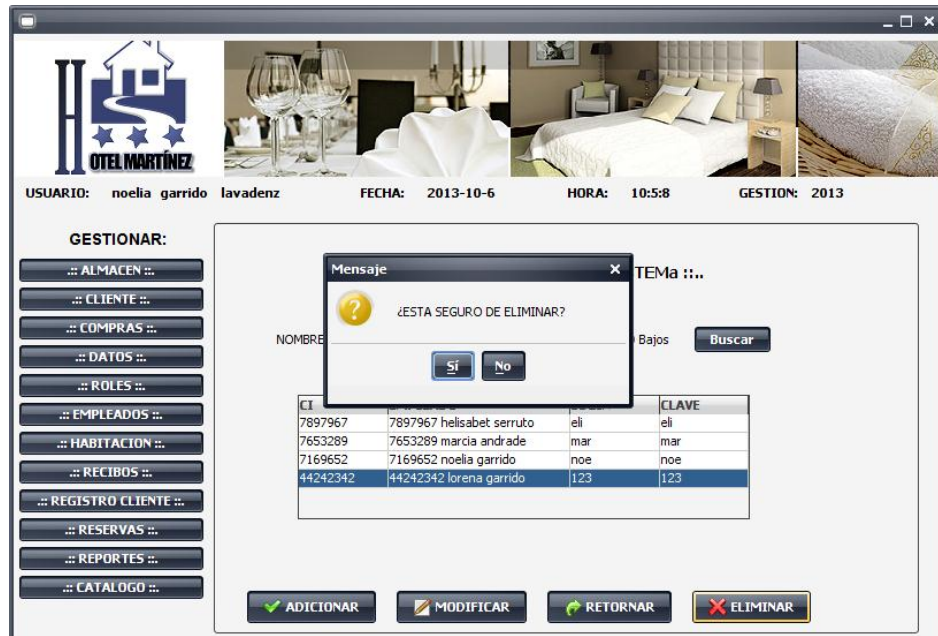 OTEL MARTÍNEZ
USUARIO: noelia garrido lavadenz FECHA: 2013-10-6 HORA: 10:5:8 GESTION: 2013
GESTIONAR:
.:: ALMACEN ::.
.:: CLIENTE ::.
.:: COMPRAS ::.
.:: DATOS ::.
.:: ROLES ::.
.:: EMPLEADOS ::.
.:: HABITACION ::.
.:: RECIBOS ::.
.:: REGISTRO CLIENTE ::.
.:: RESERVAS ::.
.:: REPORTES ::.
.:: CATALOGO ::.
TEMa ::..
Mensaje
¿ESTA SEGURO DE ELIMINAR?
Sí No
NOMBRE Bajos Buscar
CI CLAVE
7897967 7897967 helisabet serruto eli eli
7653289 7653289 marcia andrade mar mar
7169652 7169652 noelia garrido noe noe
44242342 44242342 lorena garrido 123 123
ADICIONAR MODIFICAR RETORNAR ELIMINAR